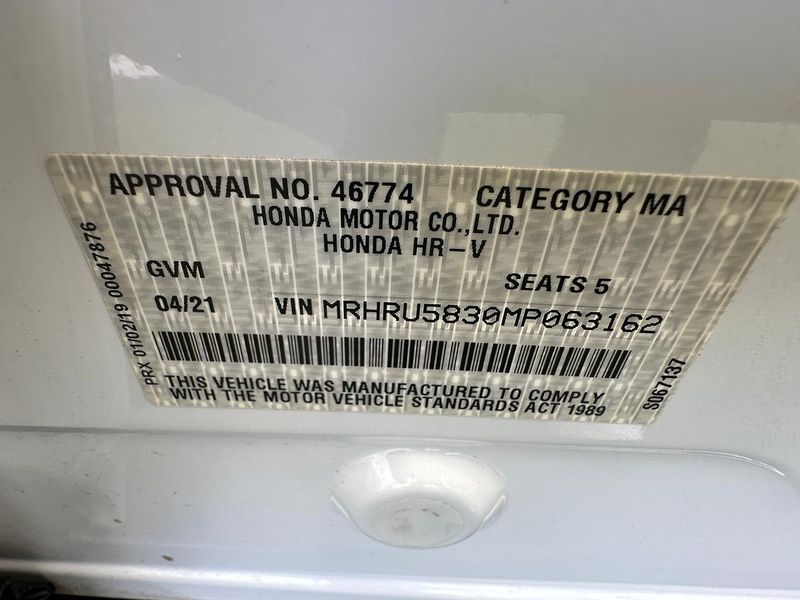 APPROVAL NO. 46774 CATEGORY MA
HONDA MOTOR CO.,LTD.
HONDA HR-V
GVM SEATS 5
04/21 VIN MRHRU5830MP063162
THIS VEHICLE WAS MANUFACTURED TO COMPLY
WITH THE MOTOR VEHICLE STANDARDS ACT 1989
PRX 01/02/19 00047876
S067137